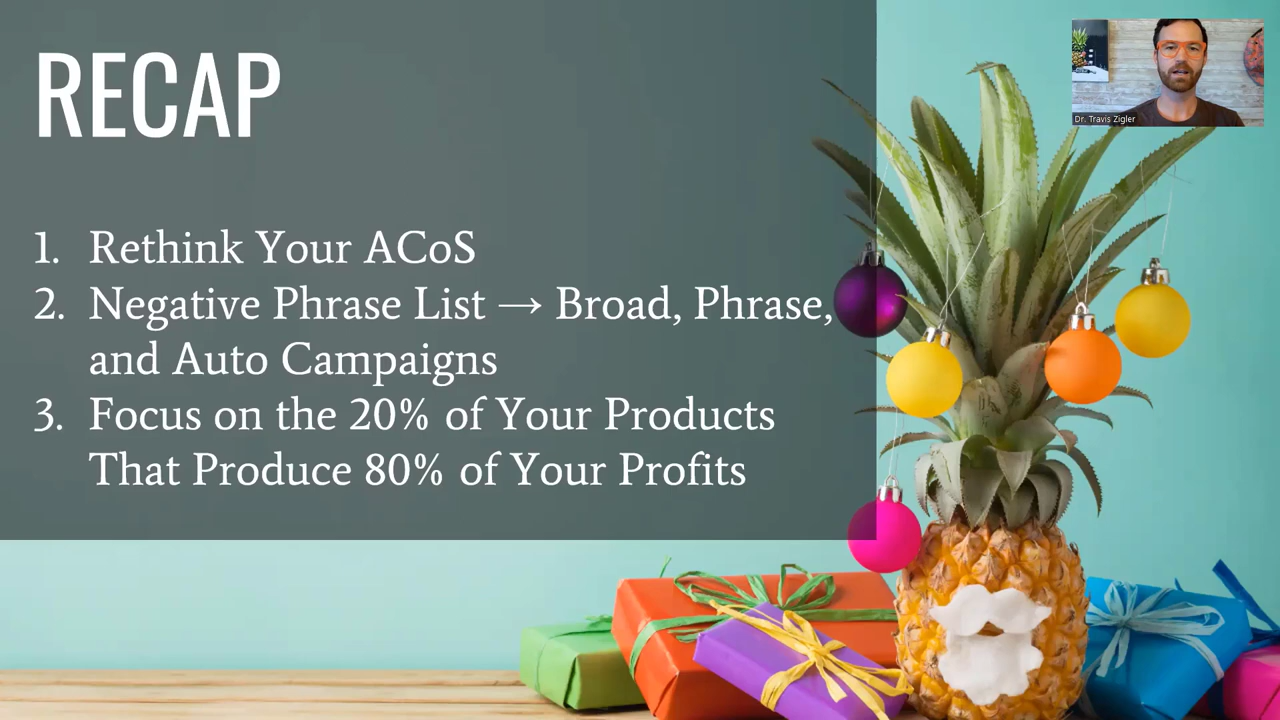 RECAP
1. Rethink Your ACoS
2. Negative Phrase List → Broad, Phrase,
and Auto Campaigns
3. Focus on the 20% of Your Products
That Produce 80% of Your Profits
Dr. Travis Zigler